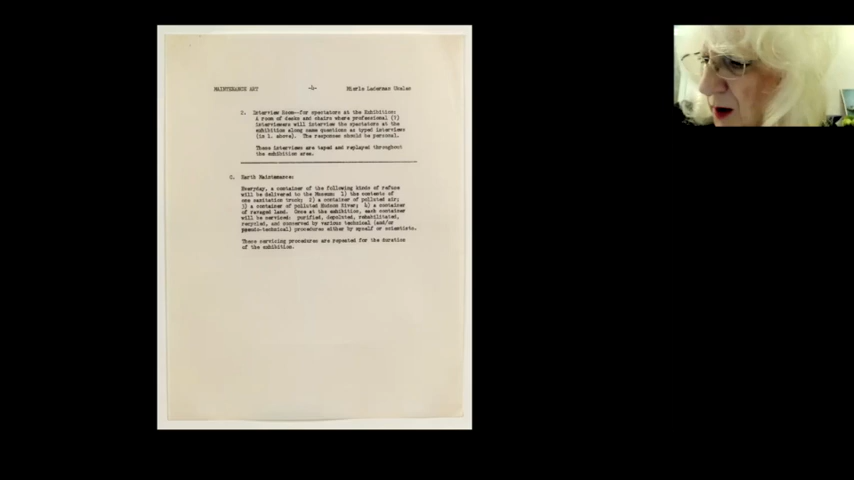 MAINTENANCE ART -4- Mierle Laderman Ukeles
2. Interview Room--for spectators at the Exhibition:
A room of desks and chairs where professional (?)
interviewers will interview the spectators at the
exhibition along same questions as typed interviews
(in 1. above). The responses should be personal.
These interviews are taped and replayed throughout
the exhibition area.
C. Earth Maintenance:
Everyday, a container of the following kinds of refuse
will be delivered to the Museum: 1) the contents of
one sanitation truck; 2) a container of polluted air;
3) a container of polluted Hudson River; 4) a container
of ravaged land. Once at the exhibition, each container
will be serviced: purified, depolluted, rehabilitated,
recycled, and conserved by various technical (and/or
pseudo-technical) procedures either by myself or scientists.
These servicing procedures are repeated for the duration
of the exhibition.